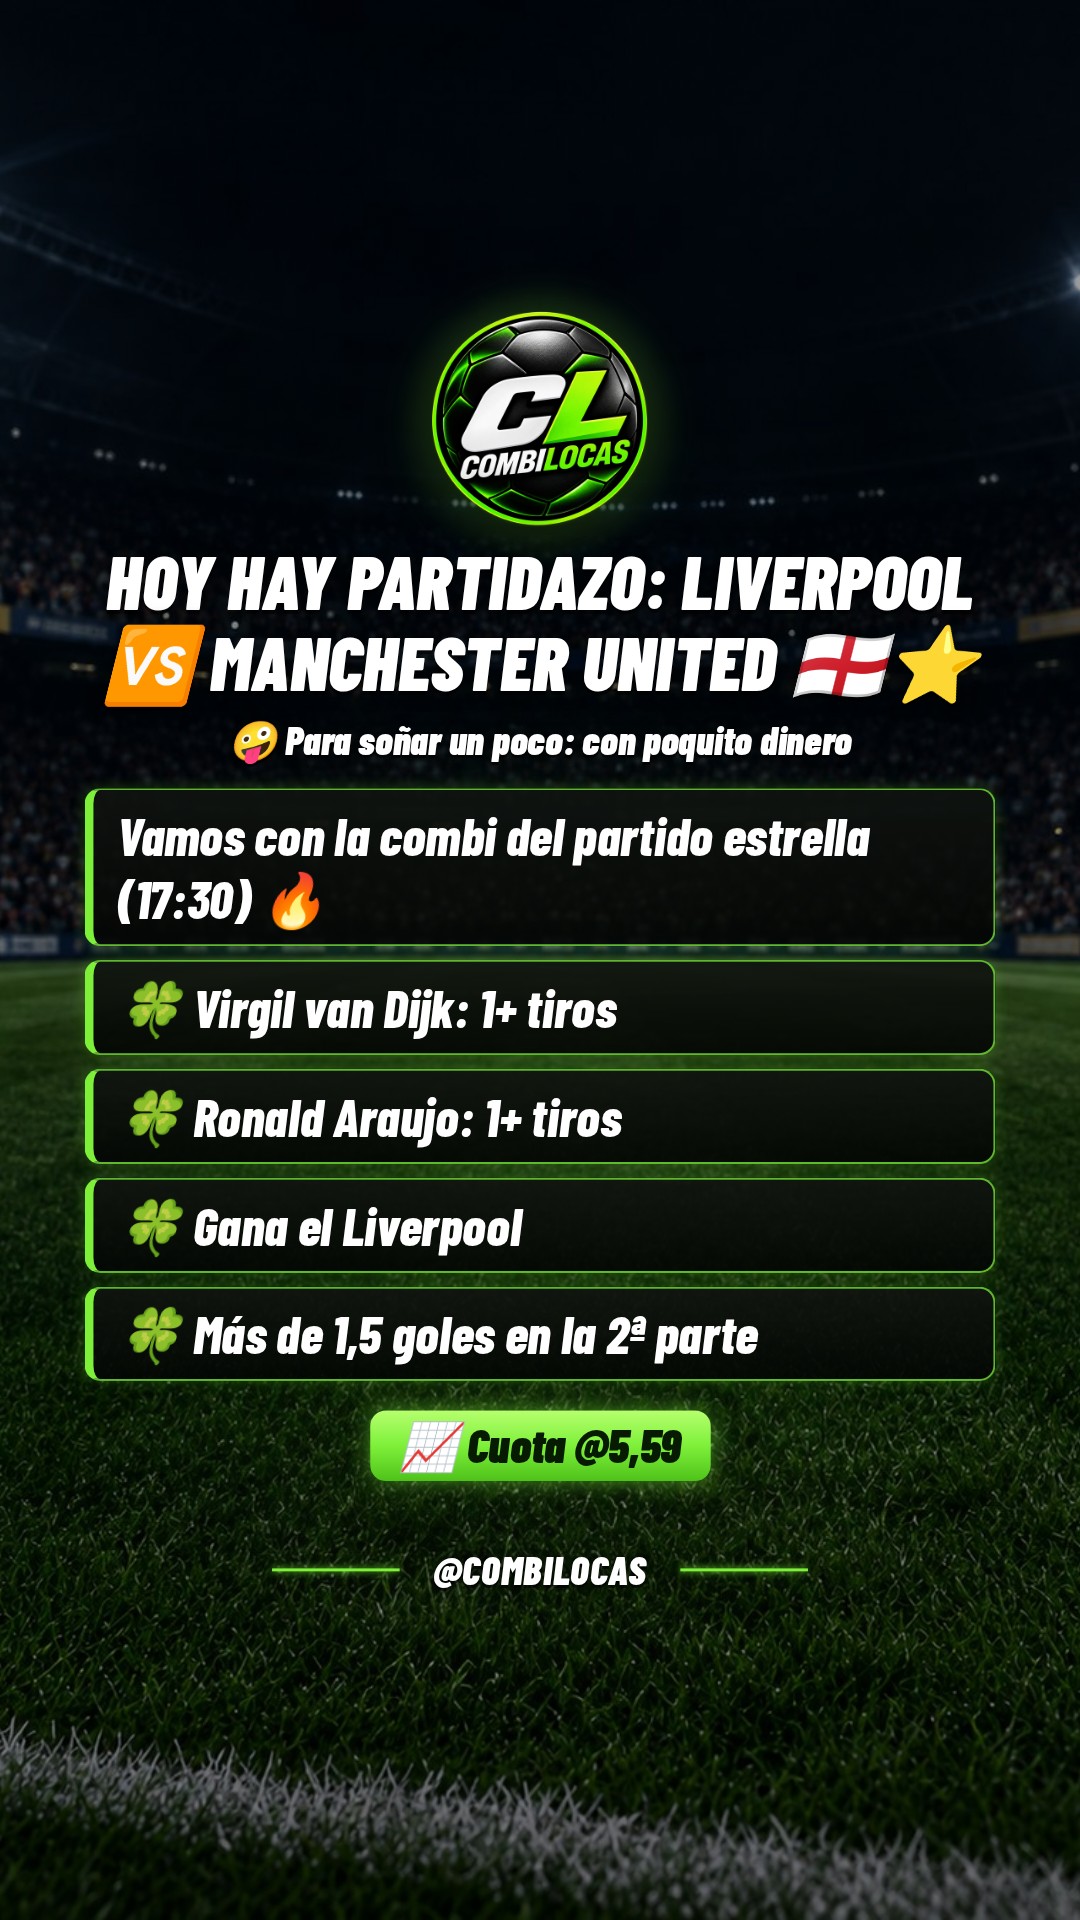 CL
COMBILOCAS
HOY HAY PARTIDAZO: LIVERPOOL
🆚 MANCHESTER UNITED 🏴󠁧󠁢󠁥󠁮󠁧󠁿⭐
🤪 Para soñar un poco: con poquito dinero
Vamos con la combi del partido estrella
(17:30) 🔥
🍀 Virgil van Dijk: 1+ tiros
🍀 Ronald Araujo: 1+ tiros
🍀 Gana el Liverpool
🍀 Más de 1,5 goles en la 2ª parte
📈 Cuota @5,59
@COMBILOCAS